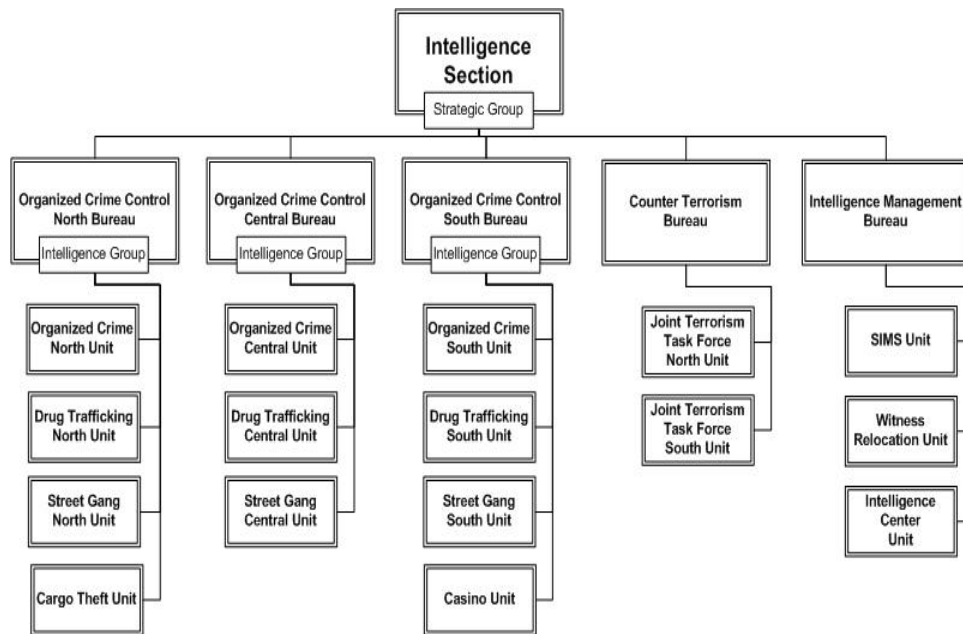 Intelligence
Section
Strategic Group
Organized Crime Control
North Bureau
Intelligence Group
Organized Crime Control
Central Bureau
Intelligence Group
Organized Crime Control
South Bureau
Intelligence Group
Counter Terrorism
Bureau
Intelligence Management
Bureau
Organized Crime
North Unit
Drug Trafficking
North Unit
Street Gang
North Unit
Cargo Theft Unit
Organized Crime
Central Unit
Drug Trafficking
Central Unit
Street Gang
Central Unit
Organized Crime
South Unit
Drug Trafficking
South Unit
Street Gang
South Unit
Casino Unit
Joint Terrorism
Task Force
North Unit
Joint Terrorism
Task Force
South Unit
SIMS Unit
Witness
Relocation Unit
Intelligence
Center
Unit